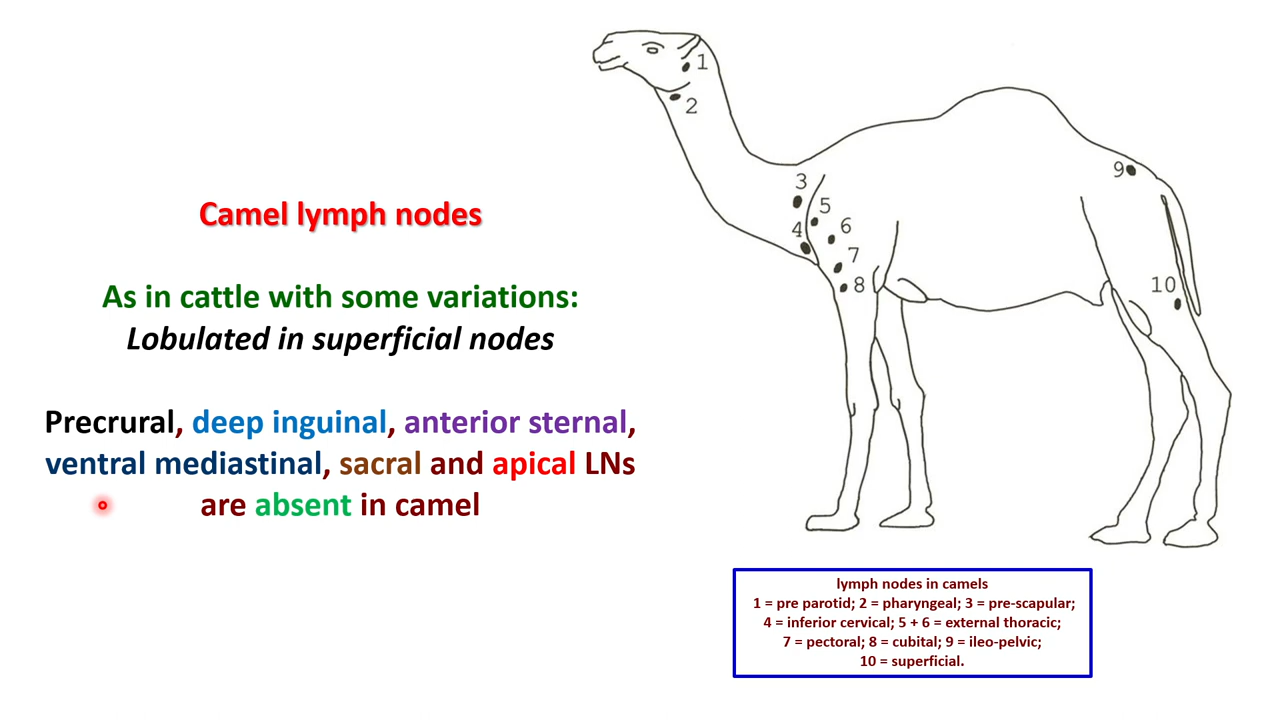 Camel lymph nodes
As in cattle with some variations:
Lobulated in superficial nodes
Precrural, deep inguinal, anterior sternal,
ventral mediastinal, sacral and apical LNs
are absent in camel
1
2
3
5
4
6
7
8
9
10
lymph nodes in camels
1 = pre parotid; 2 = pharyngeal; 3 = pre-scapular;
4 = inferior cervical; 5 + 6 = external thoracic;
7 = pectoral; 8 = cubital; 9 = ileo-pelvic;
10 = superficial.